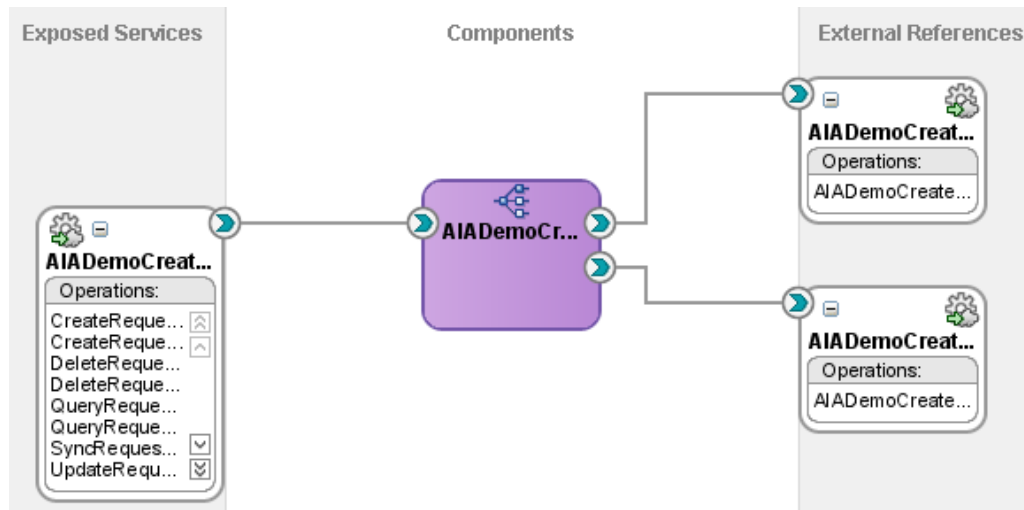 Exposed Services
Components
External References
AIADemoCreat...
Operations:
CreateReque...
CreateReque...
DeleteReque...
DeleteReque...
QueryReque...
QueryReque...
SyncReques...
UpdateRequ...
AIADemoCr...
AIADemoCreat...
Operations:
AIADemoCreate...
AIADemoCreat...
Operations:
AIADemoCreate...